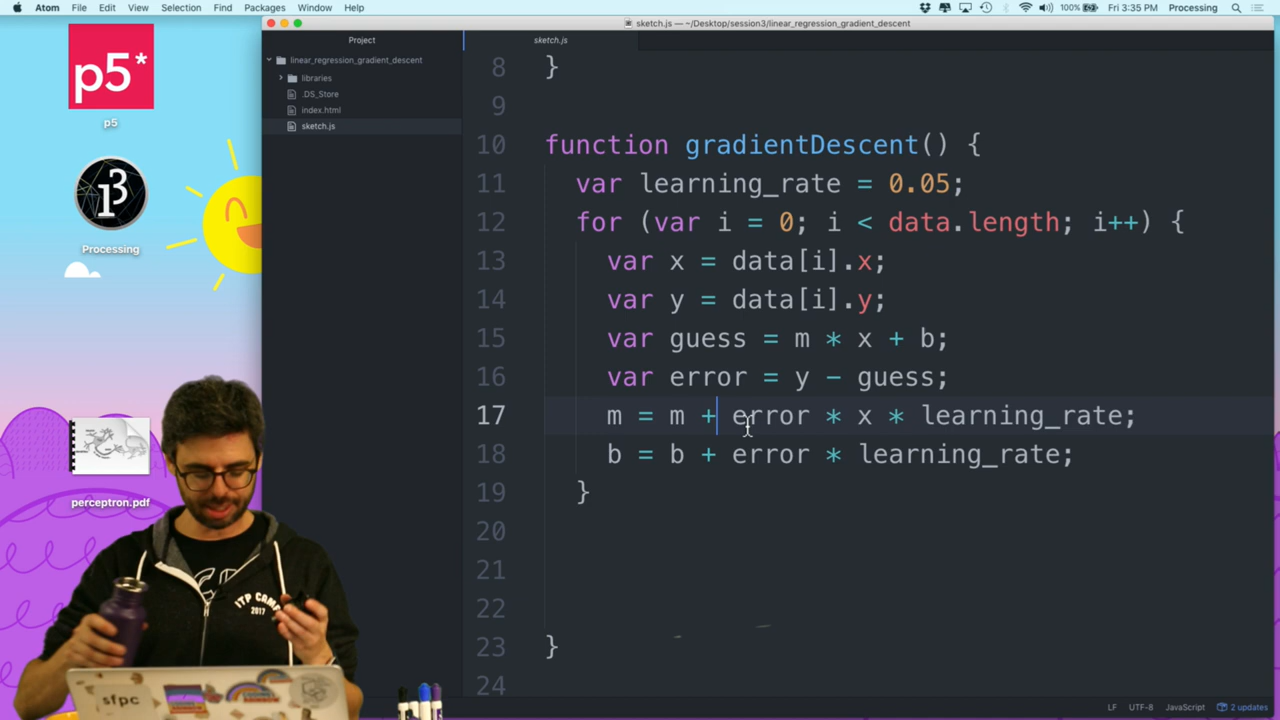 Atom File Edit View Selection Find Packages Window Help 100% Fri 3:35 PM Processing
sketch.js — ~/Desktop/session3/linear_regression_gradient_descent
Project
sketch.js
linear_regression_gradient_descent
libraries
.DS_Store
index.html
sketch.js
p5*
p5
Processing
perceptron.pdf
8 }
9
10 function gradientDescent() {
11 var learning_rate = 0.05;
12 for (var i = 0; i < data.length; i++) {
13 var x = data[i].x;
14 var y = data[i].y;
15 var guess = m * x + b;
16 var error = y - guess;
17 m = m + error * x * learning_rate;
18 b = b + error * learning_rate;
19 }
20
21
22
23 }
24
ITP CAMP
2017
sfpc
LF UTF-8 JavaScript 2 updates